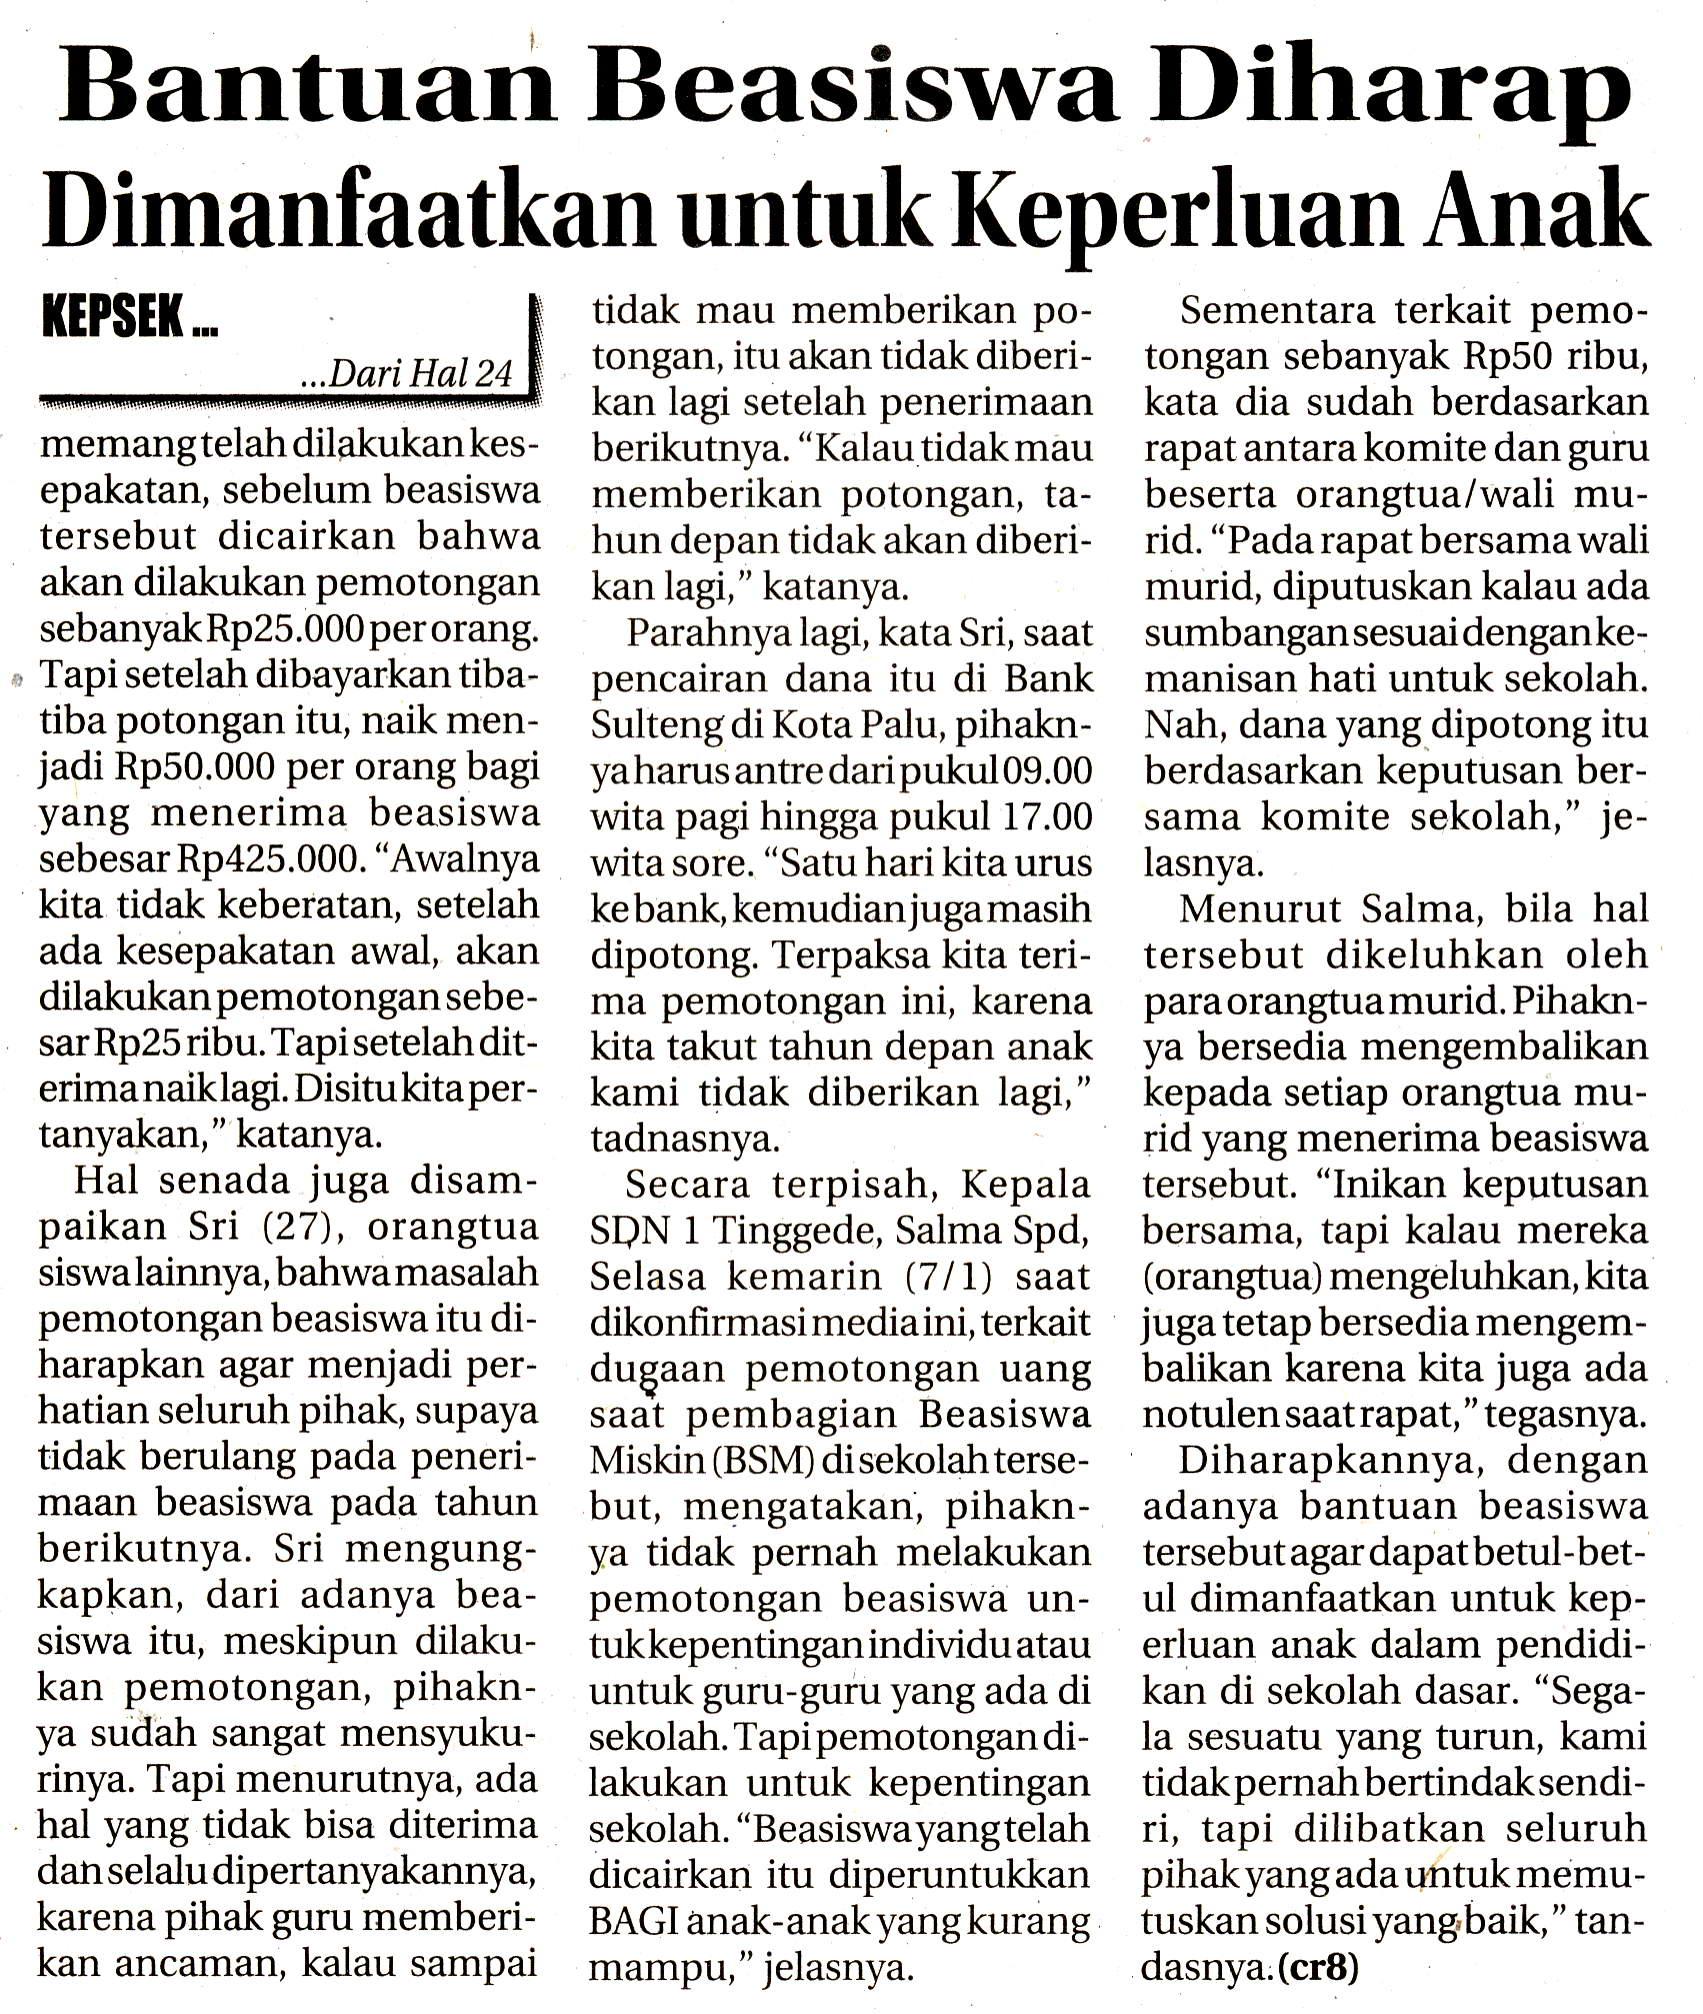 Bantuan Beasiswa Diharap
Dimanfaatkan untuk Keperluan Anak
KEPSEK ...
...Dari Hal 24
memang telah dilakukan kes-
epakatan, sebelum beasiswa
tersebut dicairkan bahwa
akan dilakukan pemotongan
sebanyak Rp25.000 per orang.
Tapi setelah dibayarkan tiba-
tiba potongan itu, naik men-
jadi Rp50.000 per orang bagi
yang menerima beasiswa
sebesar Rp425.000. “Awalnya
kita tidak keberatan, setelah
ada kesepakatan awal, akan
dilakukan pemotongan sebe-
sar Rp25 ribu. Tapi setelah dit-
erima naik lagi. Disitu kita per-
tanyakan,” katanya.
Hal senada juga disam-
paikan Sri (27), orangtua
siswa lainnya, bahwa masalah
pemotongan beasiswa itu di-
harapkan agar menjadi per-
hatian seluruh pihak, supaya
tidak berulang pada peneri-
maan beasiswa pada tahun
berikutnya. Sri mengung-
kapkan, dari adanya bea-
siswa itu, meskipun dilaku-
kan pemotongan, pihakn-
ya sudah sangat mensyuku-
rinya. Tapi menurutnya, ada
hal yang tidak bisa diterima
dan selalu dipertanyakannya,
karena pihak guru memberi-
kan ancaman, kalau sampai
tidak mau memberikan po-
tongan, itu akan tidak diberi-
kan lagi setelah penerimaan
berikutnya. “Kalau tidak mau
memberikan potongan, ta-
hun depan tidak akan diberi-
kan lagi,” katanya.
Parahnya lagi, kata Sri, saat
pencairan dana itu di Bank
Sulteng di Kota Palu, pihakn-
ya harus antre dari pukul 09.00
wita pagi hingga pukul 17.00
wita sore. “Satu hari kita urus
ke bank, kemudian juga masih
dipotong. Terpaksa kita teri-
ma pemotongan ini, karena
kita takut tahun depan anak
kami tidak diberikan lagi,”
tadnasnya.
Secara terpisah, Kepala
SDN 1 Tinggede, Salma Spd,
Selasa kemarin (7/1) saat
dikonfirmasi media ini, terkait
dugaan pemotongan uang
saat pembagian Beasiswa
Miskin (BSM) di sekolah terse-
but, mengatakan, pihakn-
ya tidak pernah melakukan
pemotongan beasiswa un-
tuk kepentingan individu atau
untuk guru-guru yang ada di
sekolah. Tapi pemotongan di-
lakukan untuk kepentingan
sekolah. “Beasiswa yang telah
dicairkan itu diperuntukkan
BAGI anak-anak yang kurang
mampu,” jelasnya.
Sementara terkait pemo-
tongan sebanyak Rp50 ribu,
kata dia sudah berdasarkan
rapat antara komite dan guru
beserta orangtua/wali mu-
rid. “Pada rapat bersama wali
murid, diputuskan kalau ada
sumbangan sesuai dengan ke-
manisan hati untuk sekolah.
Nah, dana yang dipotong itu
berdasarkan keputusan ber-
sama komite sekolah,” je-
lasnya.
Menurut Salma, bila hal
tersebut dikeluhkan oleh
para orangtua murid. Pihakn-
ya bersedia mengembalikan
kepada setiap orangtua mu-
rid yang menerima beasiswa
tersebut. “Inikan keputusan
bersama, tapi kalau mereka
(orangtua) mengeluhkan, kita
juga tetap bersedia mengem-
balikan karena kita juga ada
notulen saat rapat,” tegasnya.
Diharapkannya, dengan
adanya bantuan beasiswa
tersebut agar dapat betul-bet-
ul dimanfaatkan untuk kep-
erluan anak dalam pendidi-
kan di sekolah dasar. “Sega-
la sesuatu yang turun, kami
tidak pernah bertindak sendi-
ri, tapi dilibatkan seluruh
pihak yang ada untuk memu-
tuskan solusi yang baik,” tan-
dasnya.(cr8)